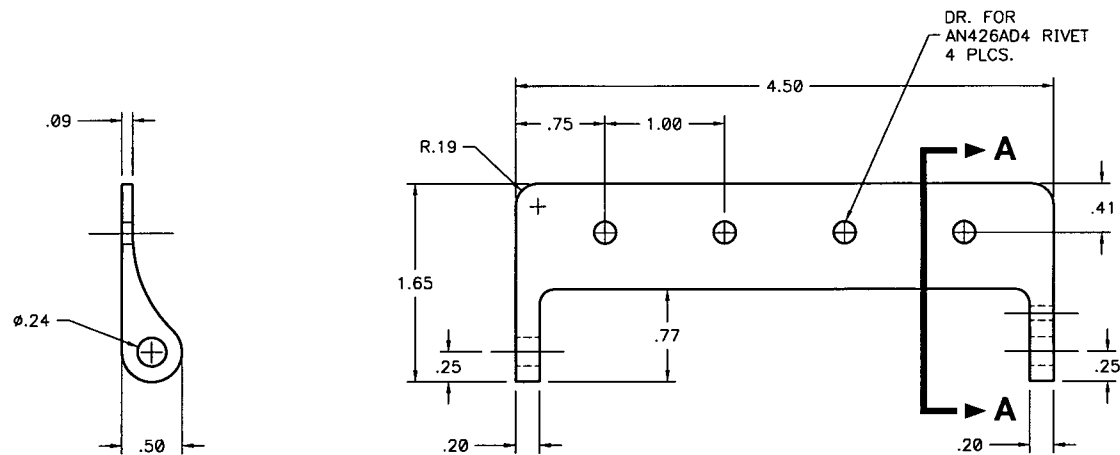 DR. FOR
AN426AD4 RIVET
4 PLCS.
4.50
.09
.75
1.00
R.19
A
.41
1.65
ø.24
.77
.25
.25
A
.50
.20
.20